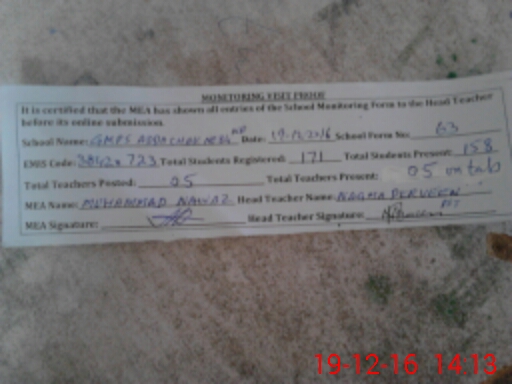 MONITORING VISIT PROOF
It is certified that the MEA has shown all entries of the School Monitoring Form to the Head Teacher
before its online submission.
School Name: GMPS Date: 19.12.2016 School Form No: 63
EMIS Code: Total Students Registered: 171 Total Students Present: 158
Total Teachers Posted: 05 Total Teachers Present: 05 on tab
MEA Name: MUHAMMAD NAWAZ Head Teacher Name: NAGMA PERVEEN
MEA Signature: Head Teacher Signature:
19-12-16 14:13